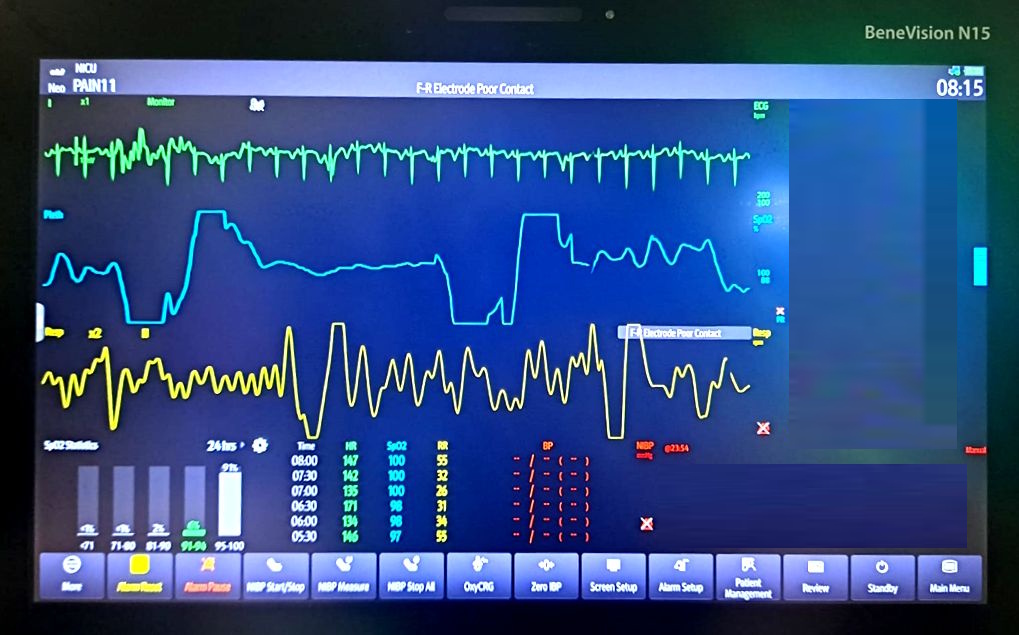 BeneVision N15
NICU
Neo PAIN11
F-R Electrode Poor Contact
08:15
I x1 Monitor
ECG
bpm
200
100
Pleth
SpO2
%
100
88
Resp x2 II
F-R Electrode Poor Contact
Resp
rpm
SpO2 Statistics 24 hrs
<1% <1% 2% 6% 91%
<71 71-80 81-90 91-94 95-100
Time HR SpO2 RR BP
08:00 147 100 55 -- / -- ( -- )
07:30 142 100 32 -- / -- ( -- )
07:00 135 100 26 -- / -- ( -- )
06:30 171 98 31 -- / -- ( -- )
06:00 134 98 34 -- / -- ( -- )
05:30 146 97 55 -- / -- ( -- )
NIBP @23:54
mmHg
Manual
More
Alarm Reset
Alarm Pause
NIBP Start/Stop
NIBP Measure
NIBP Stop All
OxyCRG
Zero IBP
Screen Setup
Alarm Setup
Patient
Management
Review
Standby
Main Menu